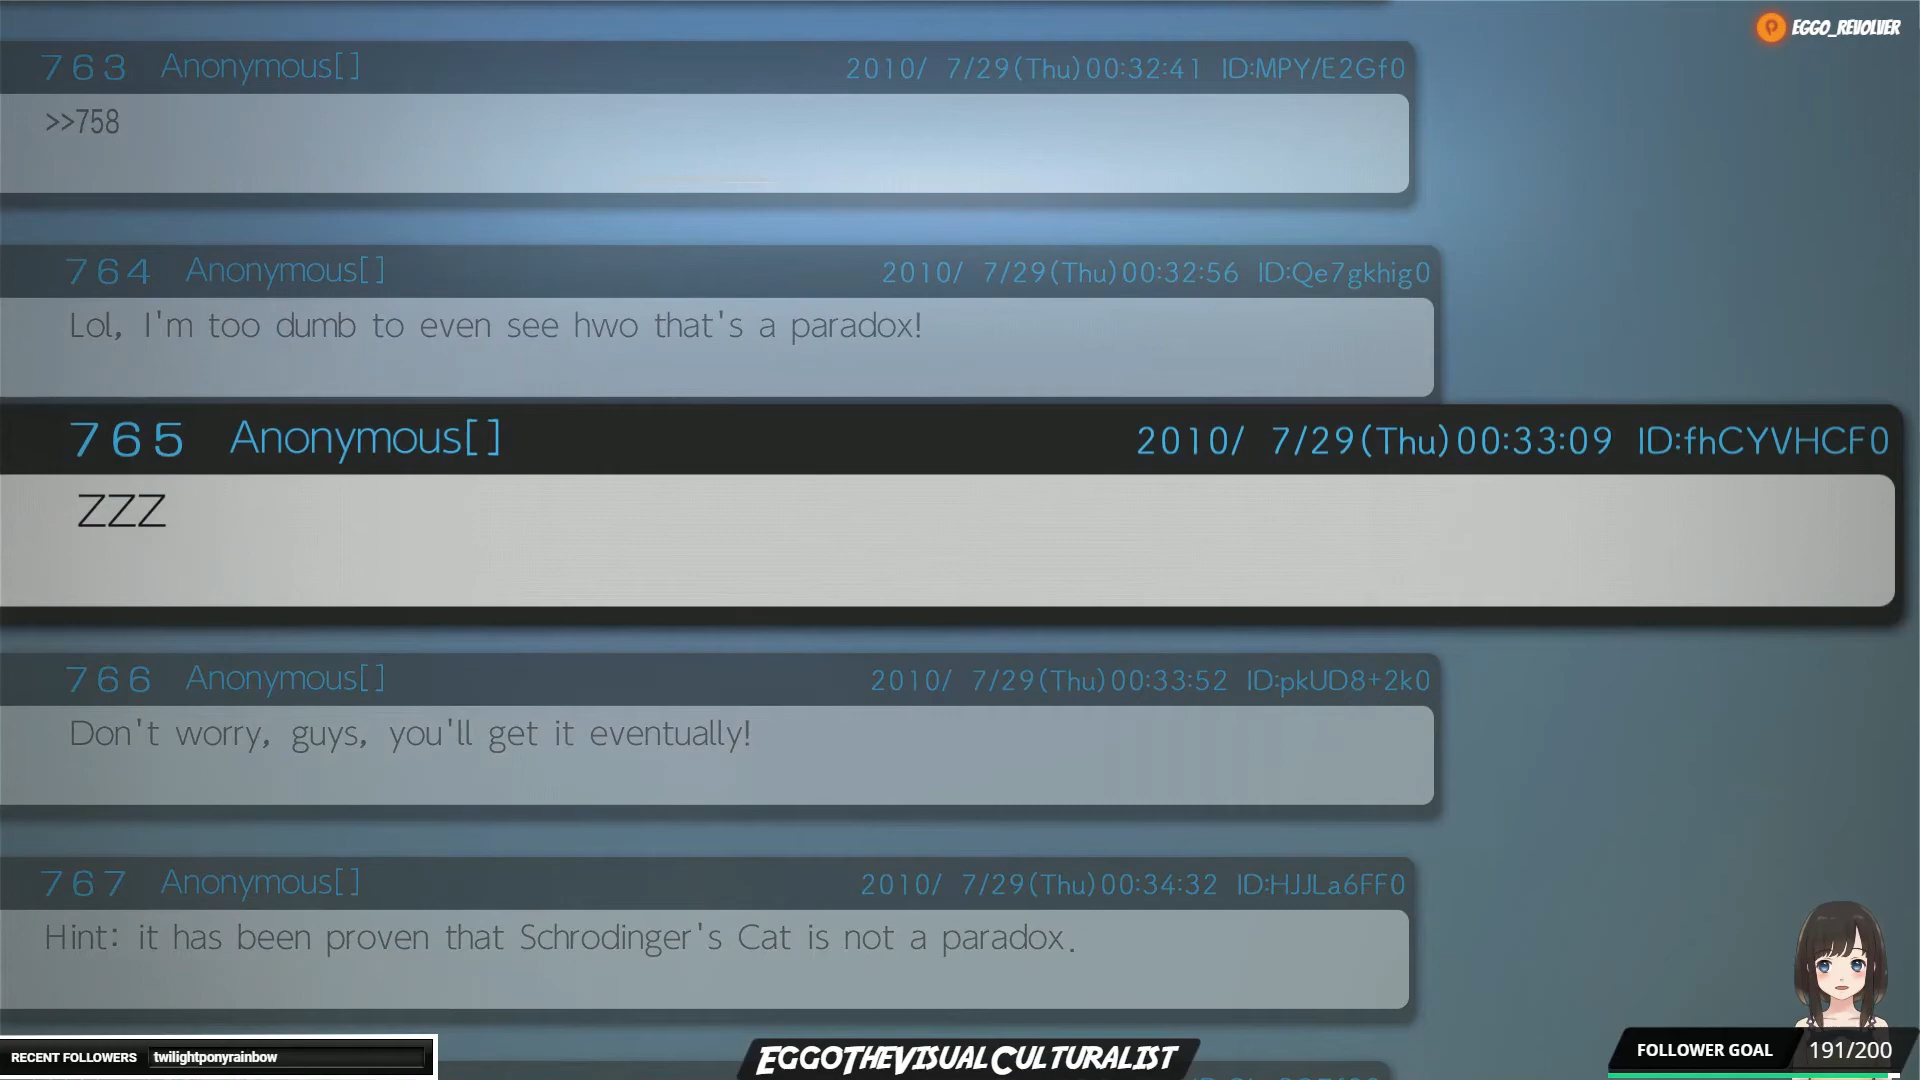 EGGO_REVOLVER
763 Anonymous[] 2010/ 7/29(Thu)00:32:41 ID:MPY/E2Gf0
>>758
764 Anonymous[] 2010/ 7/29(Thu)00:32:56 ID:Qe7gkhig0
Lol, I'm too dumb to even see hwo that's a paradox!
765 Anonymous[] 2010/ 7/29(Thu)00:33:09 ID:fhCYVHCF0
ZZZ
766 Anonymous[] 2010/ 7/29(Thu)00:33:52 ID:pkUD8+2k0
Don't worry, guys, you'll get it eventually!
767 Anonymous[] 2010/ 7/29(Thu)00:34:32 ID:HJJLa6FF0
Hint: it has been proven that Schrodinger's Cat is not a paradox.
RECENT FOLLOWERS twilightponyrainbow
EGGOTHEVISUALCULTURALIST
FOLLOWER GOAL 191/200